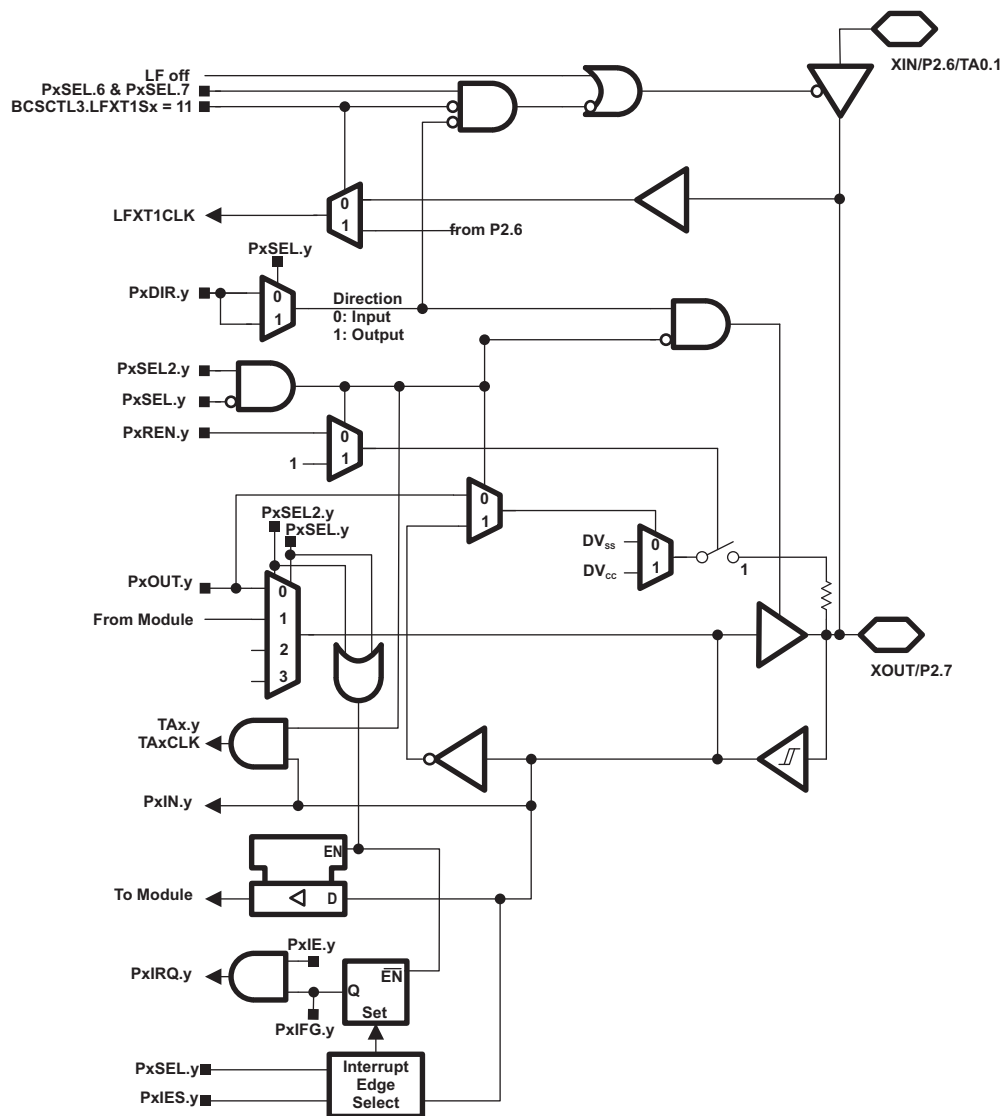 XIN/P2.6/TA0.1
LF off
PxSEL.6 & PxSEL.7
BCSCTL3.LFXT1Sx = 11
0
LFXT1CLK
1
from P2.6
PxSEL.y
PxDIR.y
0
1
Direction
0: Input
1: Output
PxSEL2.y
PxSEL.y
PxREN.y
0
1
1
0
1
PxSEL2.y
PxSEL.y
DVSS
0
DVCC
1
1
PxOUT.y
0
From Module
1
2
3
XOUT/P2.7
TAx.y
TAxCLK
PxIN.y
EN
To Module
D
PxIE.y
PxIRQ.y
EN
Q
Set
PxIFG.y
PxSEL.y
PxIES.y
Interrupt
Edge
Select